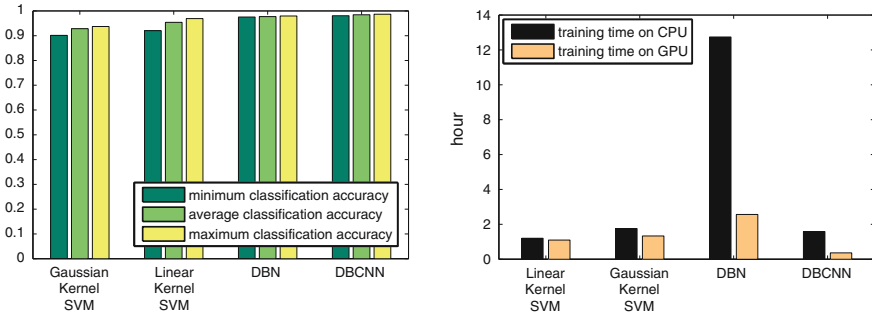 1
0.9
0.8
0.7
0.6
0.5
0.4
0.3
0.2
0.1
0
minimum classification accuracy
average classification accuracy
maximum classification accuracy
Gaussian
Kernel
SVM
Linear
Kernel
SVM
DBN
DBCNN
14
12
10
8
6
4
2
0
hour
training time on CPU
training time on GPU
Linear
Kernel
SVM
Gaussian
Kernel
SVM
DBN
DBCNN